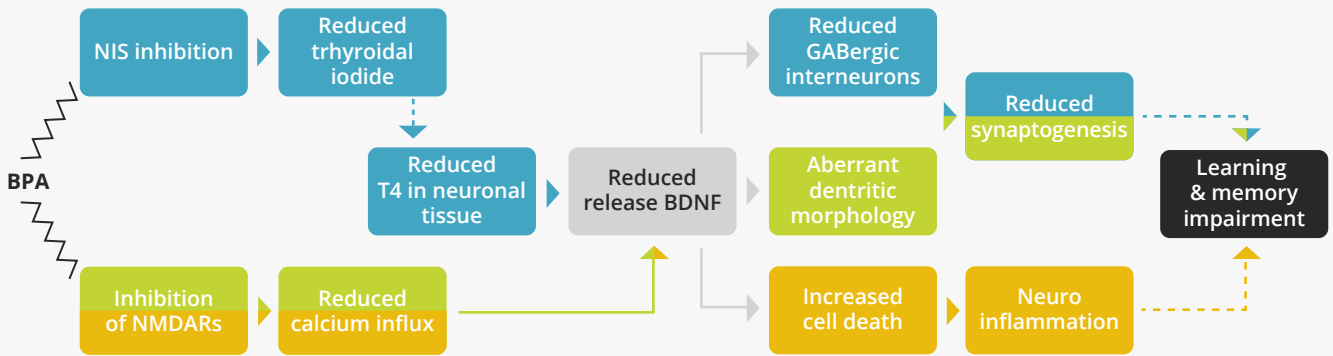 BPA
NIS inhibition
Reduced
trhyroidal
iodide
Reduced
T4 in neuronal
tissue
Inhibition
of NMDARs
Reduced
calcium influx
Reduced
release BDNF
Reduced
GABergic
interneurons
Aberrant
dentritic
morphology
Increased
cell death
Reduced
synaptogenesis
Neuro
inflammation
Learning
& memory
impairment